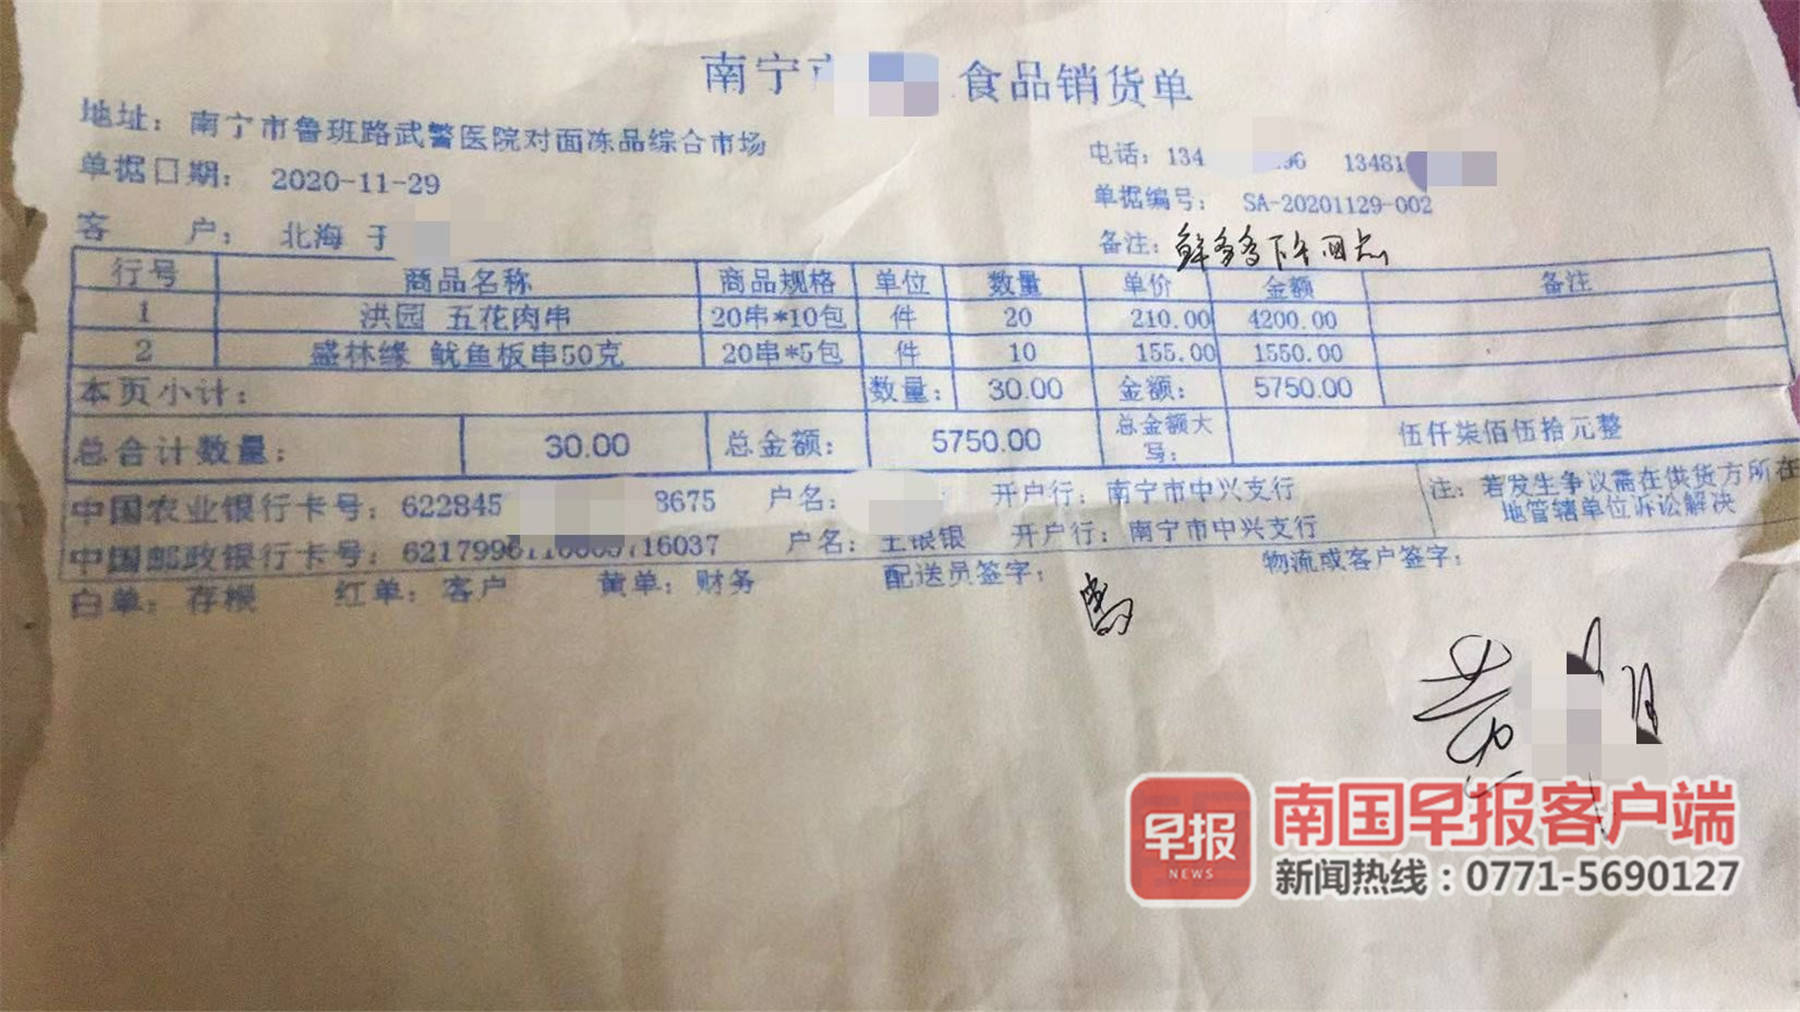 南宁市 食品销货单
地址：南宁市鲁班路武警医院对面冻品综合市场
电话：134 96 13481
单据日期：2020-11-29
单据编号：SA-20201129-002
客 户：北海 于
备注：鲜多多下午
行号 商品名称 商品规格 单位 数量 单价 金额 备注
1 洪园 五花肉串 20串*10包 件 20 210.00 4200.00
2 盛林缘 鱿鱼板串50克 20串*5包 件 10 155.00 1550.00
本页小计： 数量： 30.00 金额： 5750.00
总合计数量： 30.00 总金额： 5750.00 总金额大写： 伍仟柒佰伍拾元整
中国农业银行卡号：622845 8675 户名： 开户行：南宁市中兴支行
注：若发生争议需在供货方所在
地管辖单位诉讼解决
中国邮政银行卡号：621799611 716037 户名：王银银 开户行：南宁市中兴支行
白单：存根 红单：客户 黄单：财务 配送员签字： 物流或客户签字：
黄
早报
NEWS
南国早报客户端
新闻热线：0771-5690127